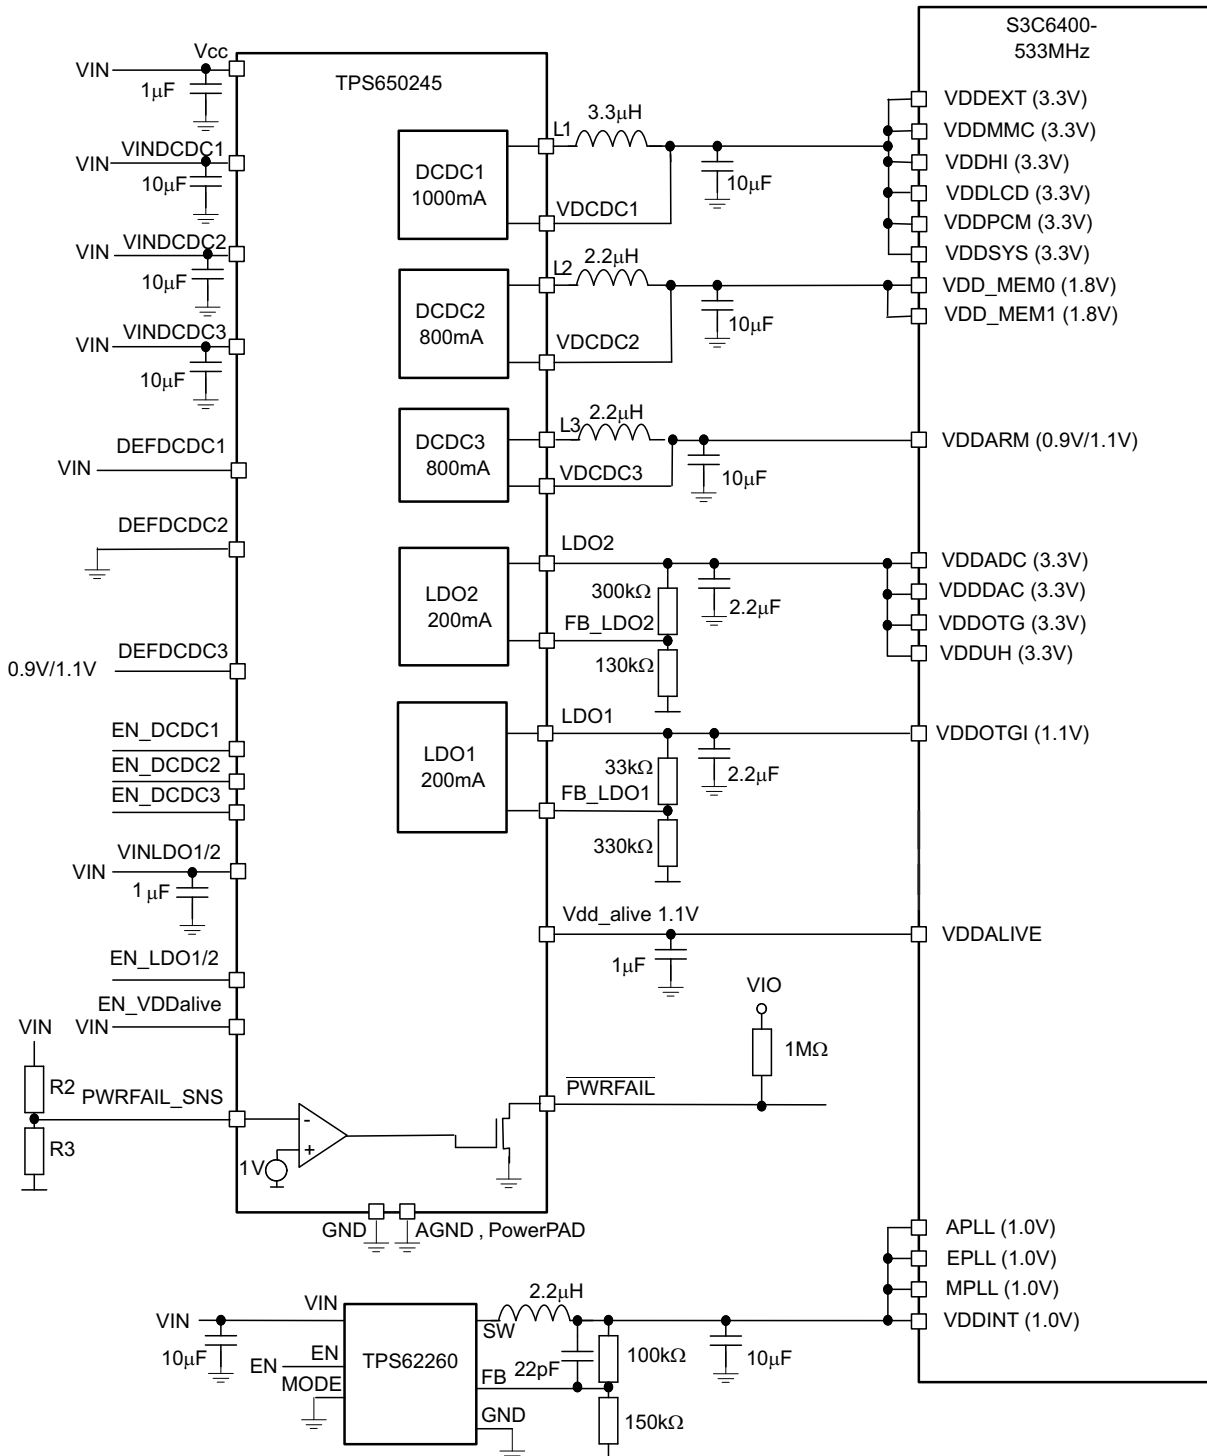 S3C6400-
533MHz
TPS650245
Vcc
VIN
1μF
VINDCDC1
VIN
10μF
VINDCDC2
VIN
10μF
VINDCDC3
VIN
10μF
DEFDCDC1
VIN
DEFDCDC2
DEFDCDC3
0.9V/1.1V
EN_DCDC1
EN_DCDC2
EN_DCDC3
VINLDO1/2
VIN
1 μF
EN_LDO1/2
EN_VDDalive
VIN
VIN
R2
PWRFAIL_SNS
R3
-
+
1V
GND
AGND , PowerPAD
DCDC1
1000mA
L1
3.3μH
VDCDC1
10μF
DCDC2
800mA
L2
2.2μH
VDCDC2
10μF
DCDC3
800mA
L3
2.2μH
VDCDC3
10μF
LDO2
200mA
LDO2
300kΩ
FB_LDO2
130kΩ
2.2μF
LDO1
200mA
LDO1
33kΩ
FB_LDO1
330kΩ
2.2μF
Vdd_alive 1.1V
1μF
VIO
1MΩ
PWRFAIL
VDDEXT (3.3V)
VDDMMC (3.3V)
VDDHI (3.3V)
VDDLCD (3.3V)
VDDPCM (3.3V)
VDDSYS (3.3V)
VDD_MEM0 (1.8V)
VDD_MEM1 (1.8V)
VDDARM (0.9V/1.1V)
VDDADC (3.3V)
VDDDAC (3.3V)
VDDOTG (3.3V)
VDDUH (3.3V)
VDDOTGI (1.1V)
VDDALIVE
APLL (1.0V)
EPLL (1.0V)
MPLL (1.0V)
VDDINT (1.0V)
VIN
VIN
10μF
EN
EN
MODE
TPS62260
SW
2.2μH
FB
GND
22pF
100kΩ
150kΩ
10μF